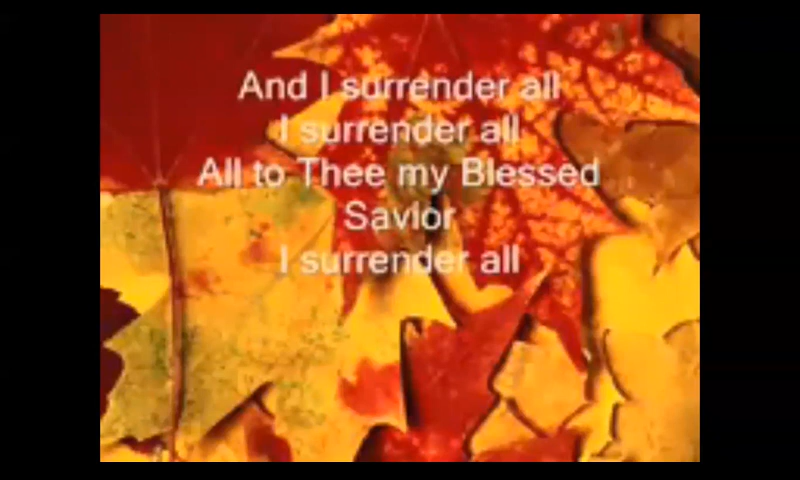 And I surrender all
I surrender all
All to Thee my Blessed
Savior
I surrender all